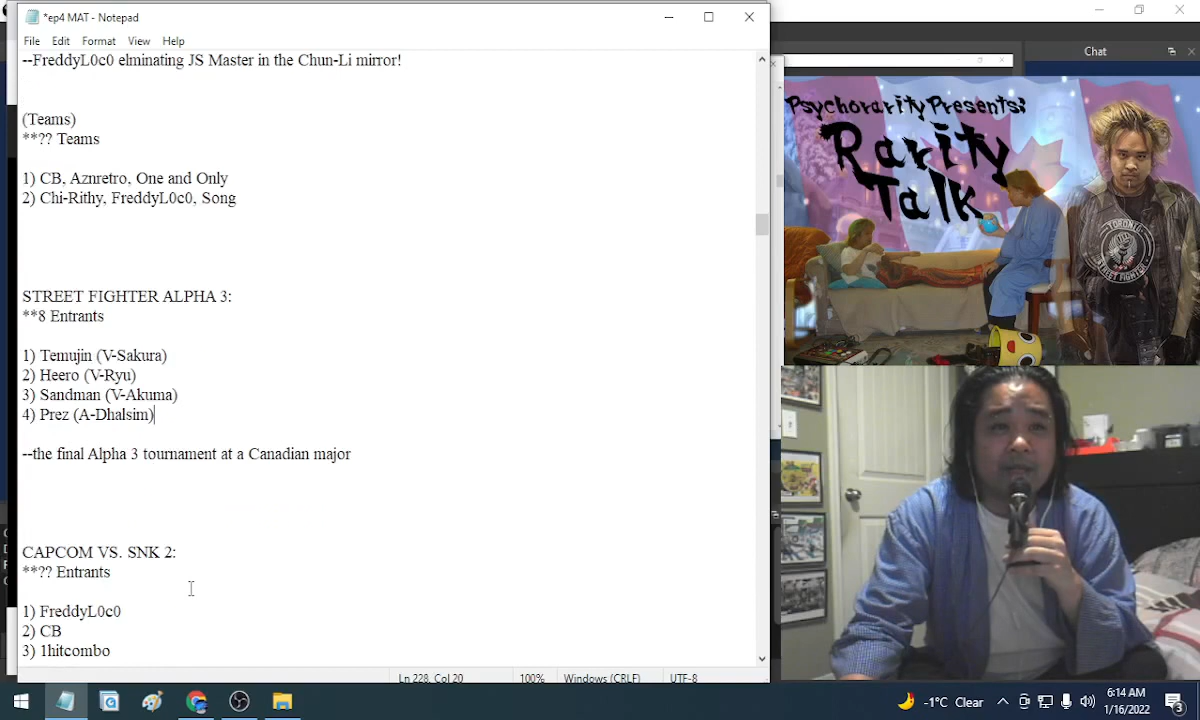 *ep4 MAT - Notepad
File Edit Format View Help
--FreddyL0c0 elminating JS Master in the Chun-Li mirror!
(Teams)
**?? Teams
1) CB, Aznretro, One and Only
2) Chi-Rithy, FreddyL0c0, Song
STREET FIGHTER ALPHA 3:
**8 Entrants
1) Temujin (V-Sakura)
2) Heero (V-Ryu)
3) Sandman (V-Akuma)
4) Prez (A-Dhalsim)
--the final Alpha 3 tournament at a Canadian major
CAPCOM VS. SNK 2:
**?? Entrants
1) FreddyL0c0
2) CB
3) 1hitcombo
Ln 228, Col 20 100% Windows (CRLF) UTF-8
Chat
Psychorarity Presents:
Rarity
Talk
TORONTO
STREET FIGHTER
-1°C Clear
6:14 AM
1/16/2022
3